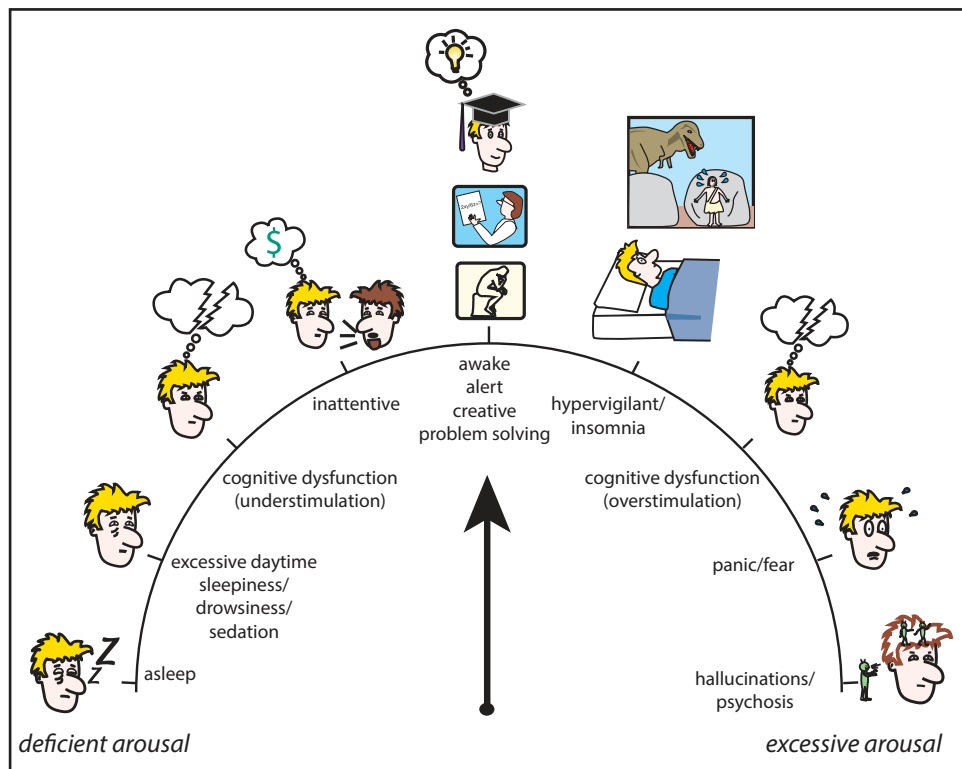 $
awake
alert
creative
problem solving
inattentive
hypervigilant/
insomnia
cognitive dysfunction
(understimulation)
cognitive dysfunction
(overstimulation)
excessive daytime
sleepiness/
drowsiness/
sedation
panic/fear
Z
z
asleep
hallucinations/
psychosis
deficient arousal
excessive arousal